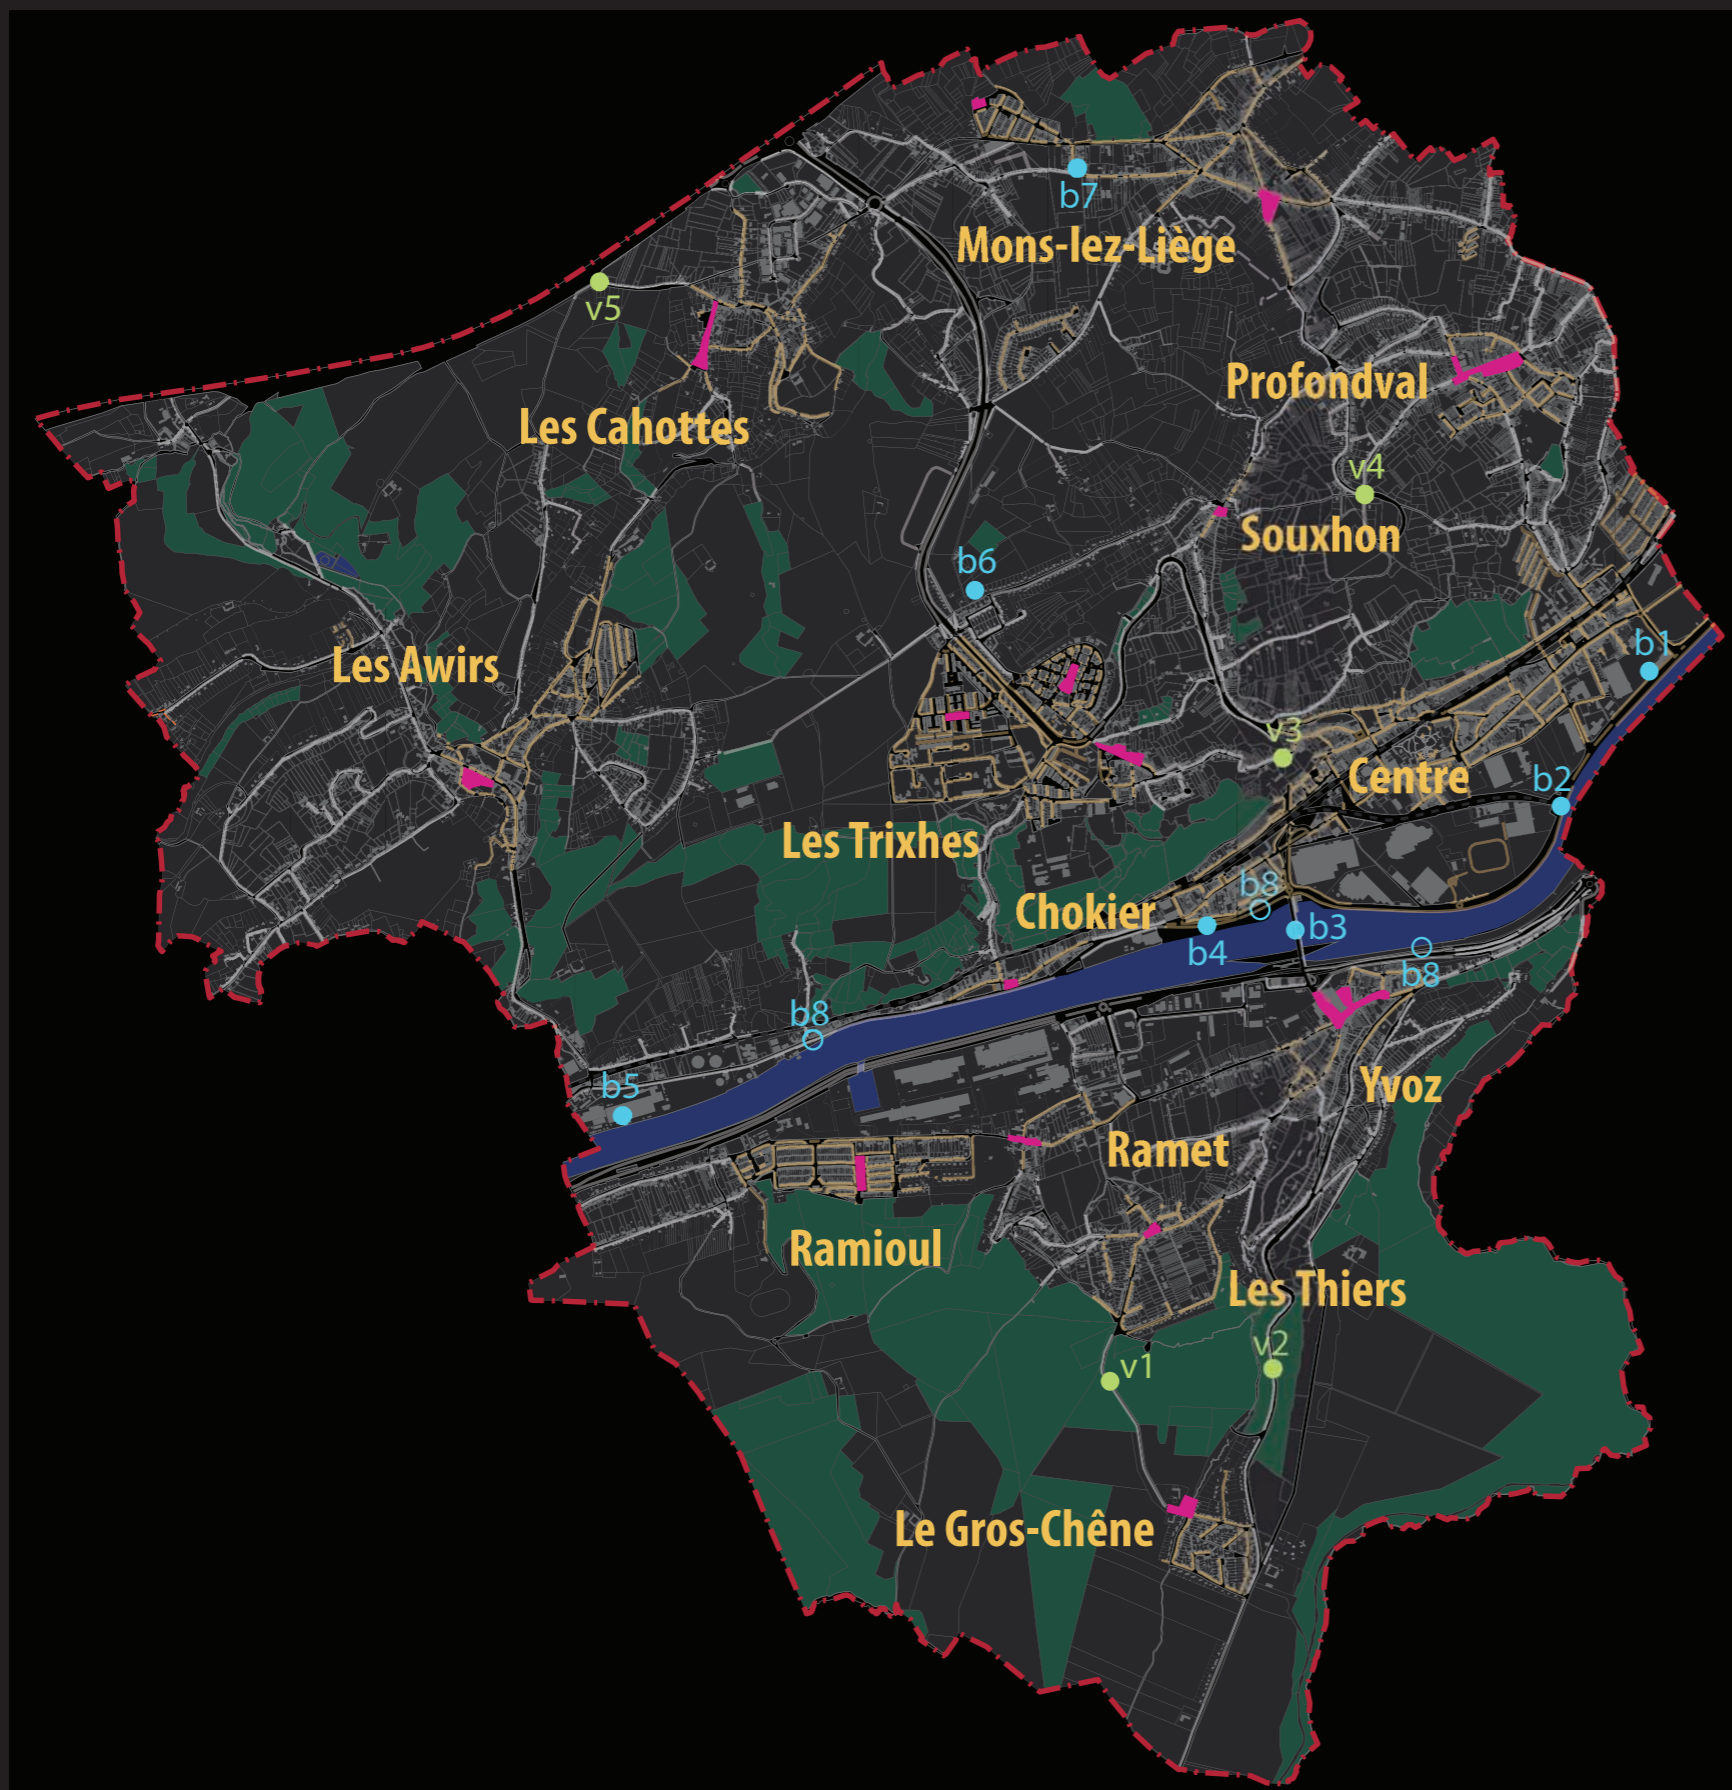 b7
Mons-lez-Liège
v5
Profondval
Les Cahottes
v4
Souxhon
b6
b1
Les Awirs
v3
Centre
b2
Les Trixhes
b8
Chokier
b3
b4
b8
b8
b5
Yvoz
Ramet
Ramioul
Les Thiers
v2
v1
Le Gros-Chêne